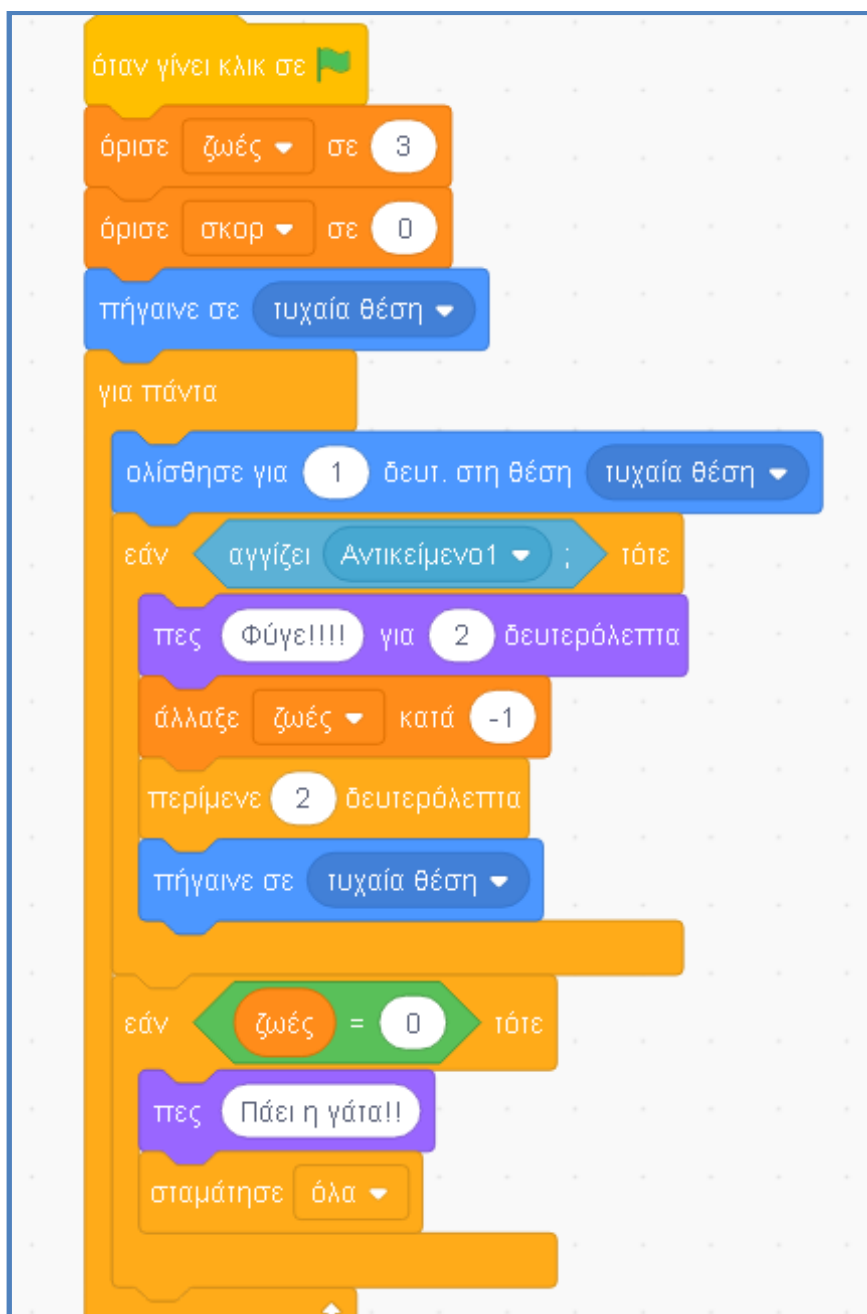 όταν γίνει κλικ σε
όρισε ζωές σε 3
όρισε σκορ σε 0
πήγαινε σε τυχαία θέση
για πάντα
ολίσθησε για 1 δευτ. στη θέση τυχαία θέση
εάν αγγίζει Αντικείμενο1 ; τότε
πες Φύγε!!!! για 2 δευτερόλεπτα
άλλαξε ζωές κατά -1
περίμενε 2 δευτερόλεπτα
πήγαινε σε τυχαία θέση
εάν ζωές = 0 τότε
πες Πάει η γάτα!!
σταμάτησε όλα